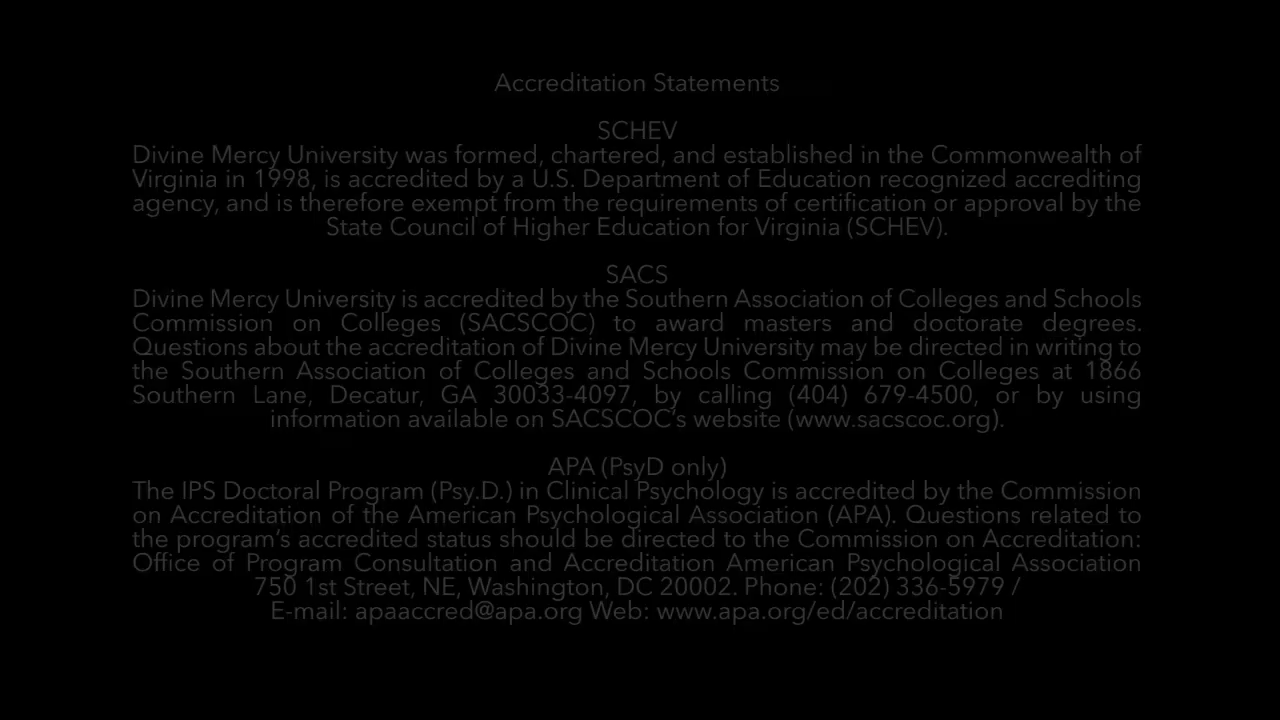 Accreditation Statements
SCHEV
Divine Mercy University was formed, chartered, and established in the Commonwealth of
Virginia in 1998, is accredited by a U.S. Department of Education recognized accrediting
agency, and is therefore exempt from the requirements of certification or approval by the
State Council of Higher Education for Virginia (SCHEV).
SACS
Divine Mercy University is accredited by the Southern Association of Colleges and Schools
Commission on Colleges (SACSCOC) to award masters and doctorate degrees.
Questions about the accreditation of Divine Mercy University may be directed in writing to
the Southern Association of Colleges and Schools Commission on Colleges at 1866
Southern Lane, Decatur, GA 30033-4097, by calling (404) 679-4500, or by using
information available on SACSCOC's website (www.sacscoc.org).
APA (PsyD only)
The IPS Doctoral Program (Psy.D.) in Clinical Psychology is accredited by the Commission
on Accreditation of the American Psychological Association (APA). Questions related to
the program's accredited status should be directed to the Commission on Accreditation:
Office of Program Consultation and Accreditation American Psychological Association
750 1st Street, NE, Washington, DC 20002. Phone: (202) 336-5979 /
E-mail: apaaccred@apa.org Web: www.apa.org/ed/accreditation